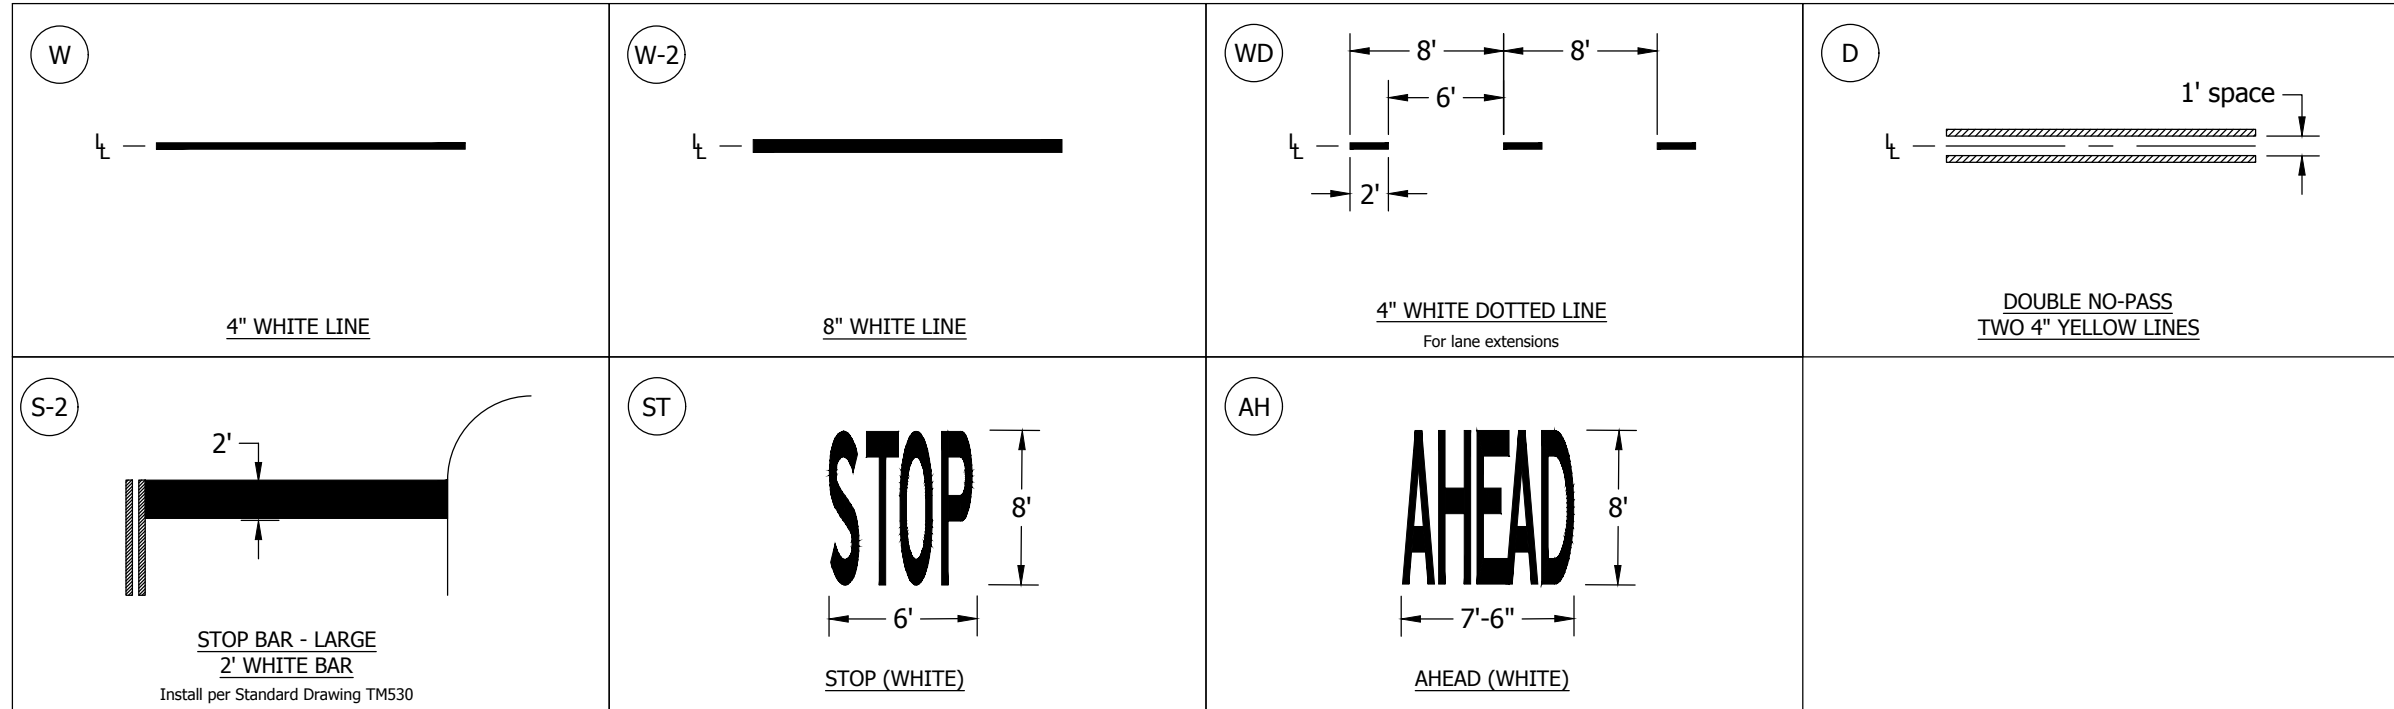 W
4" WHITE LINE
W-2
8" WHITE LINE
WD
8'
8'
6'
2'
4" WHITE DOTTED LINE
For lane extensions
D
1' space
DOUBLE NO-PASS
TWO 4" YELLOW LINES
S-2
2'
STOP BAR - LARGE
2' WHITE BAR
Install per Standard Drawing TM530
ST
STOP
8'
6'
STOP (WHITE)
AH
AHEAD
8'
7'-6"
AHEAD (WHITE)